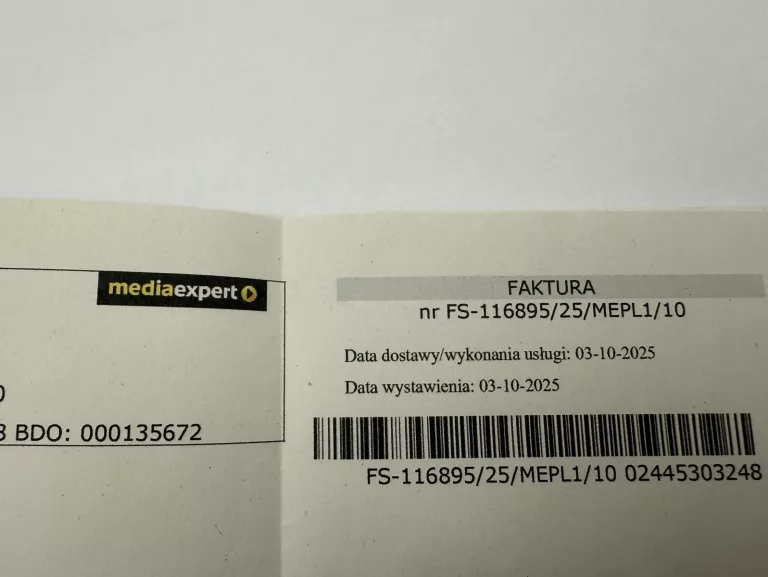 mediaexpert
0
3 BDO: 000135672
FAKTURA
nr FS-116895/25/MEPL1/10
Data dostawy/wykonania usługi: 03-10-2025
Data wystawienia: 03-10-2025
FS-116895/25/MEPL1/10 02445303248